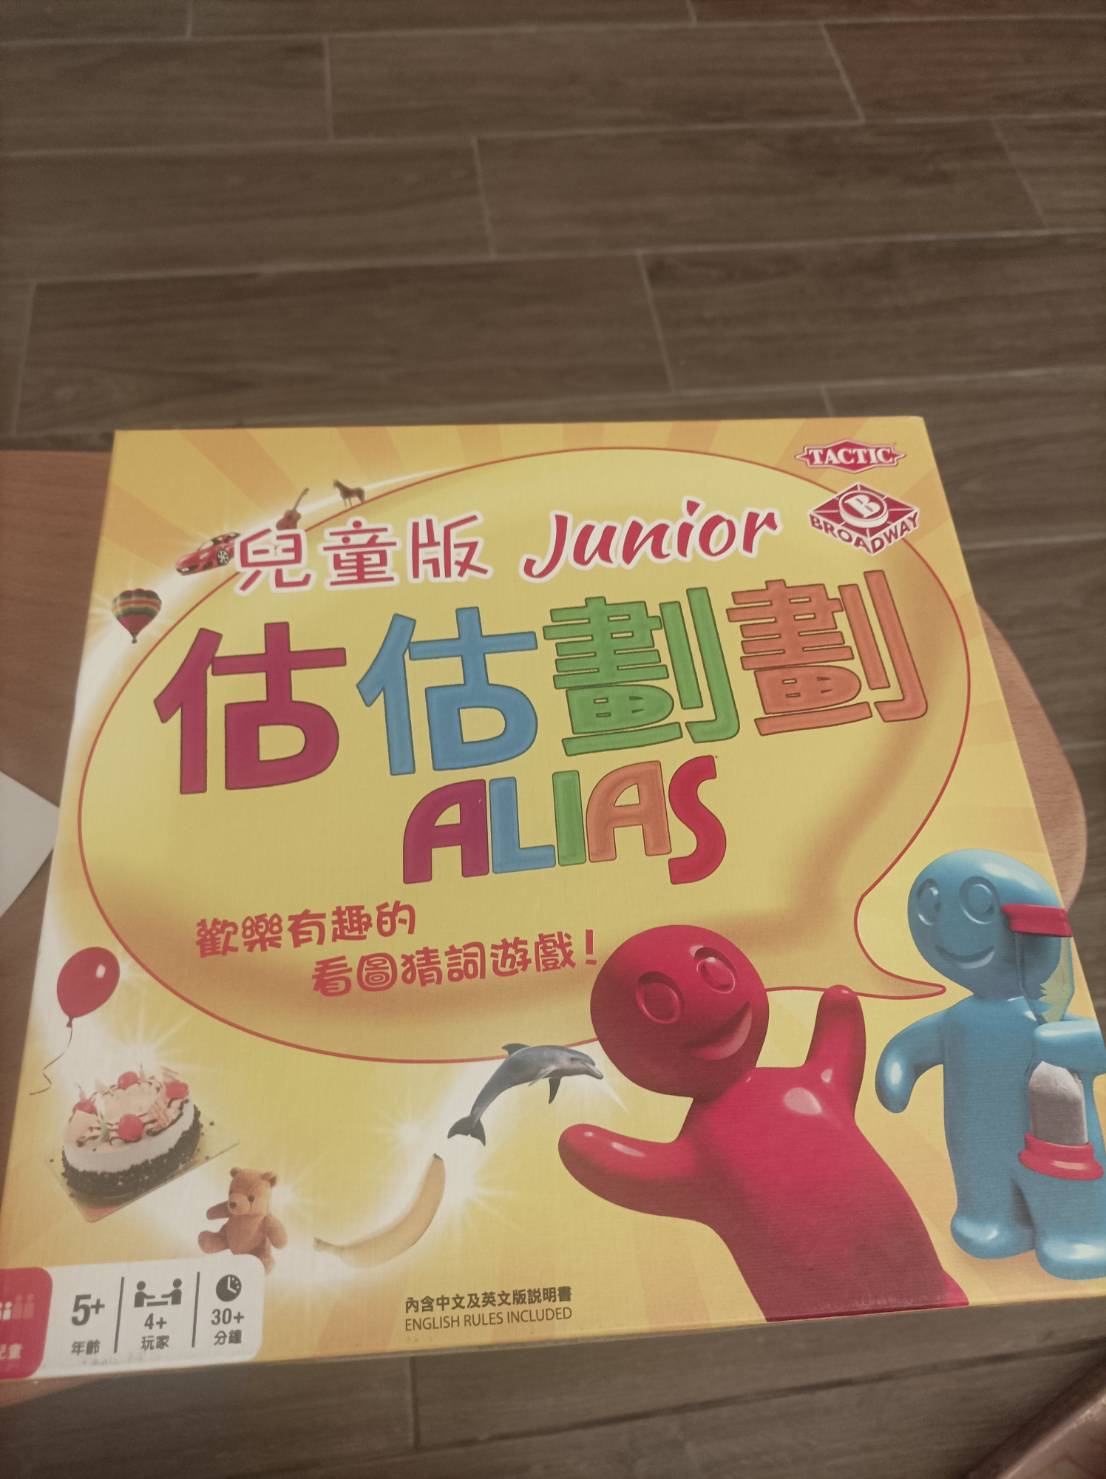 TACTIC
BROADWAY
兒童版 Junior
估估劃劃
ALIAS
歡樂有趣的
看圖猜詞遊戲!
5+
年齡
4+
玩家
30+
分鐘
內含中文及英文版説明書
ENGLISH RULES INCLUDED